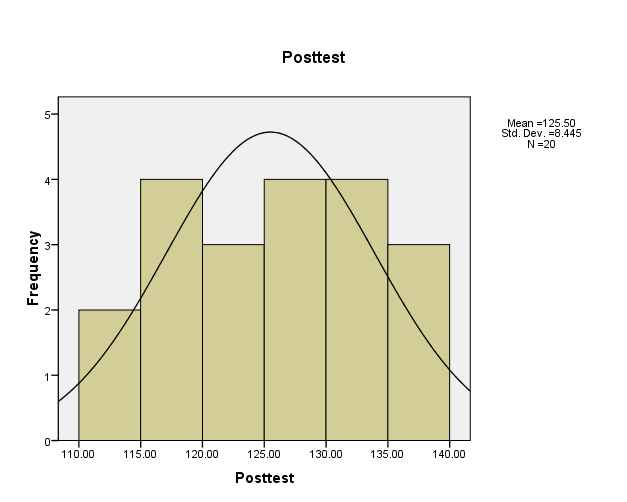 Posttest
Mean =125.50
Std. Dev. =8.445
N =20
Frequency
5
4
3
2
1
0
110.00 115.00 120.00 125.00 130.00 135.00 140.00
Posttest